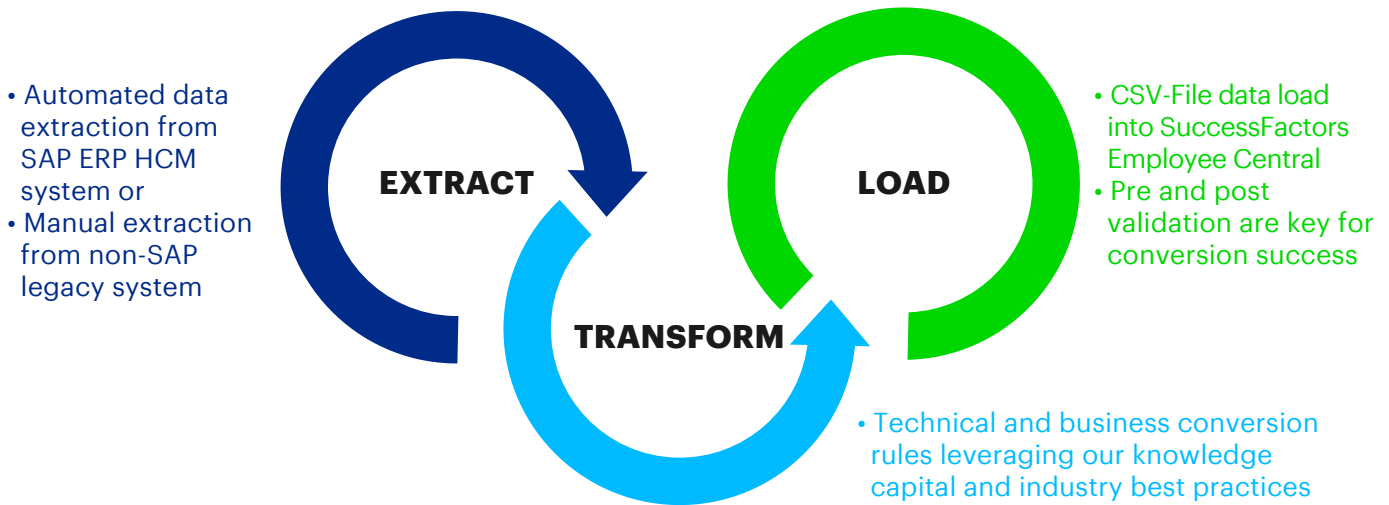 • Automated data
extraction from
SAP ERP HCM
system or
• Manual extraction
from non-SAP
legacy system
EXTRACT
TRANSFORM
• Technical and business conversion
rules leveraging our knowledge
capital and industry best practices
LOAD
• CSV-File data load
into SuccessFactors
Employee Central
• Pre and post
validation are key for
conversion success